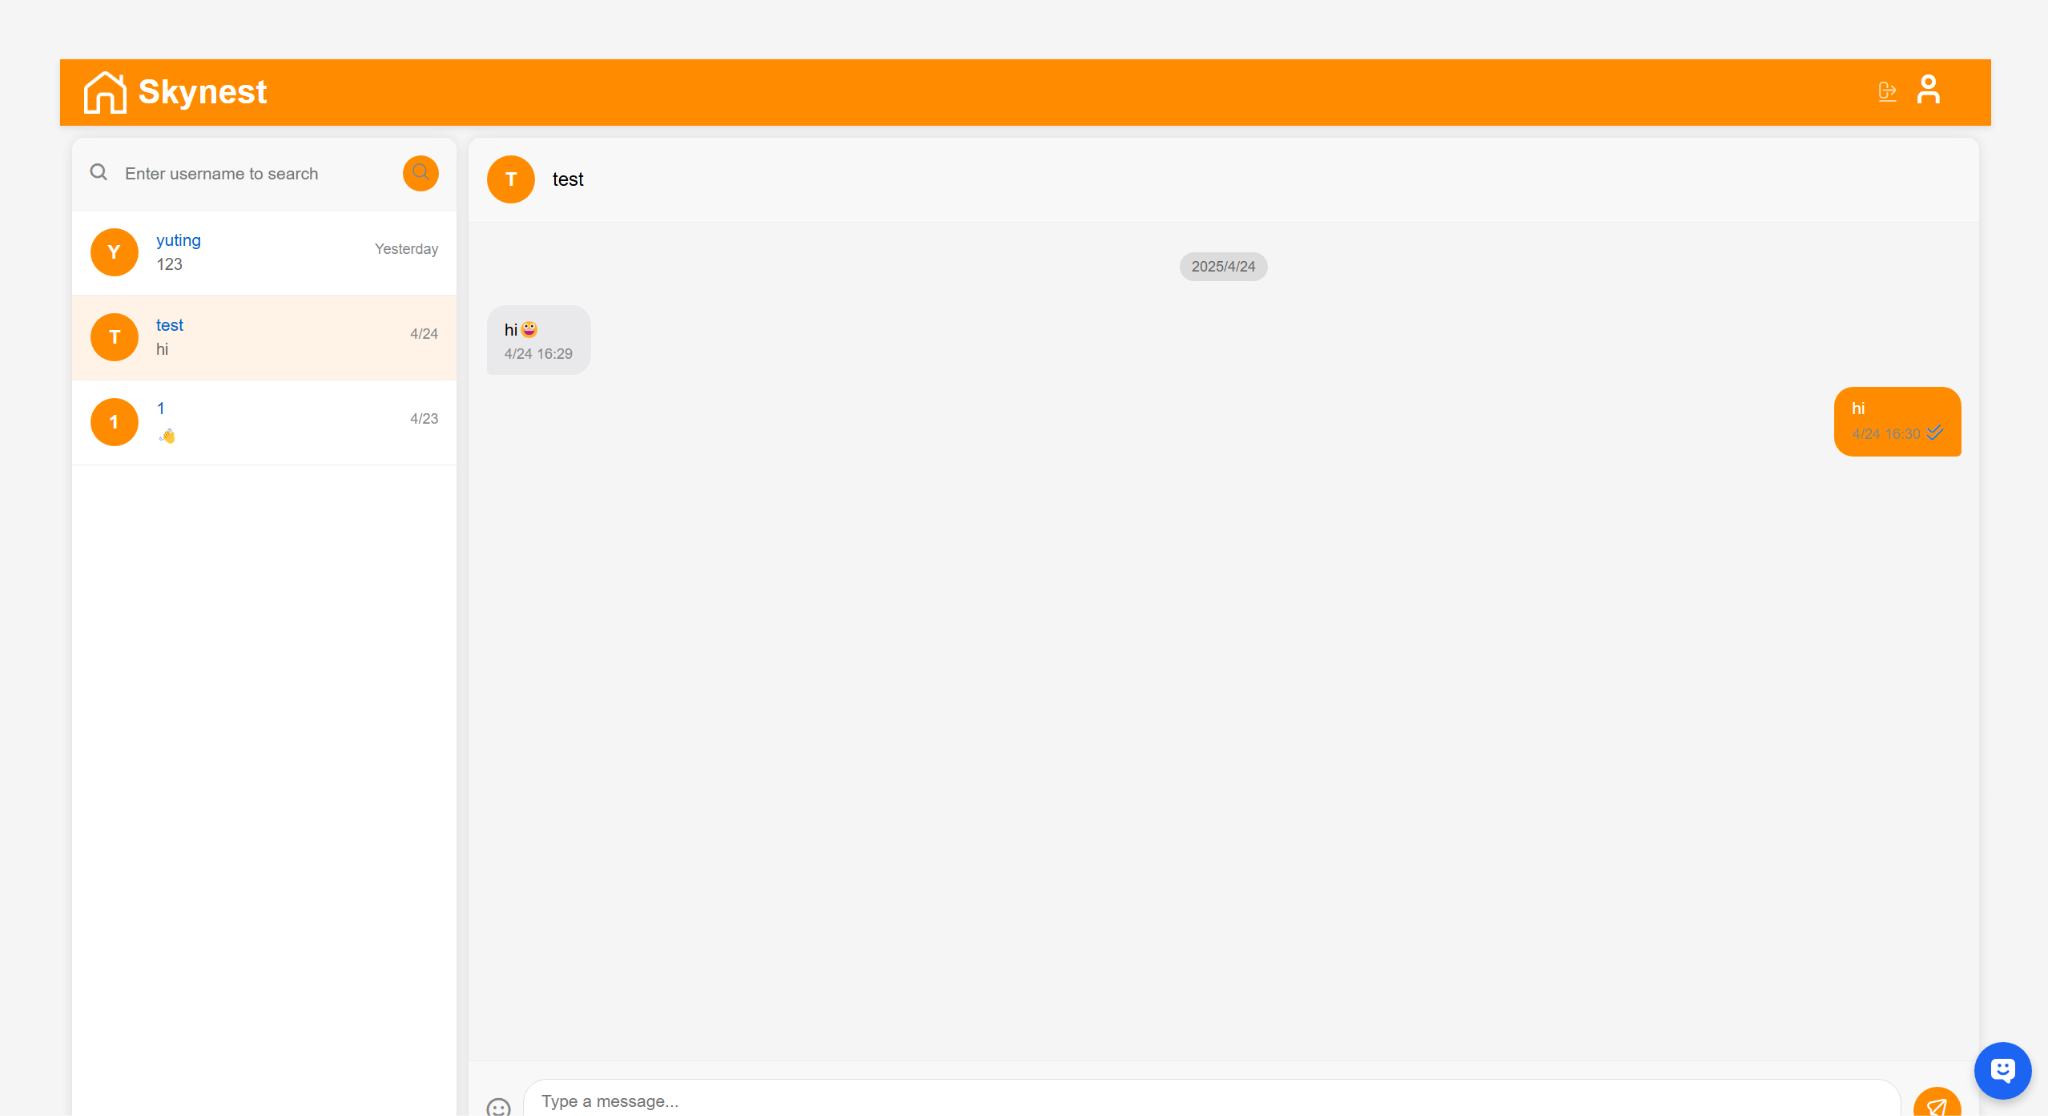 Skynest
Enter username to search
Y
yuting
Yesterday
123
T
test
4/24
hi
1
1
4/23
👋
T
test
2025/4/24
hi😀
4/24 16:29
hi
4/24 16:30
Type a message...